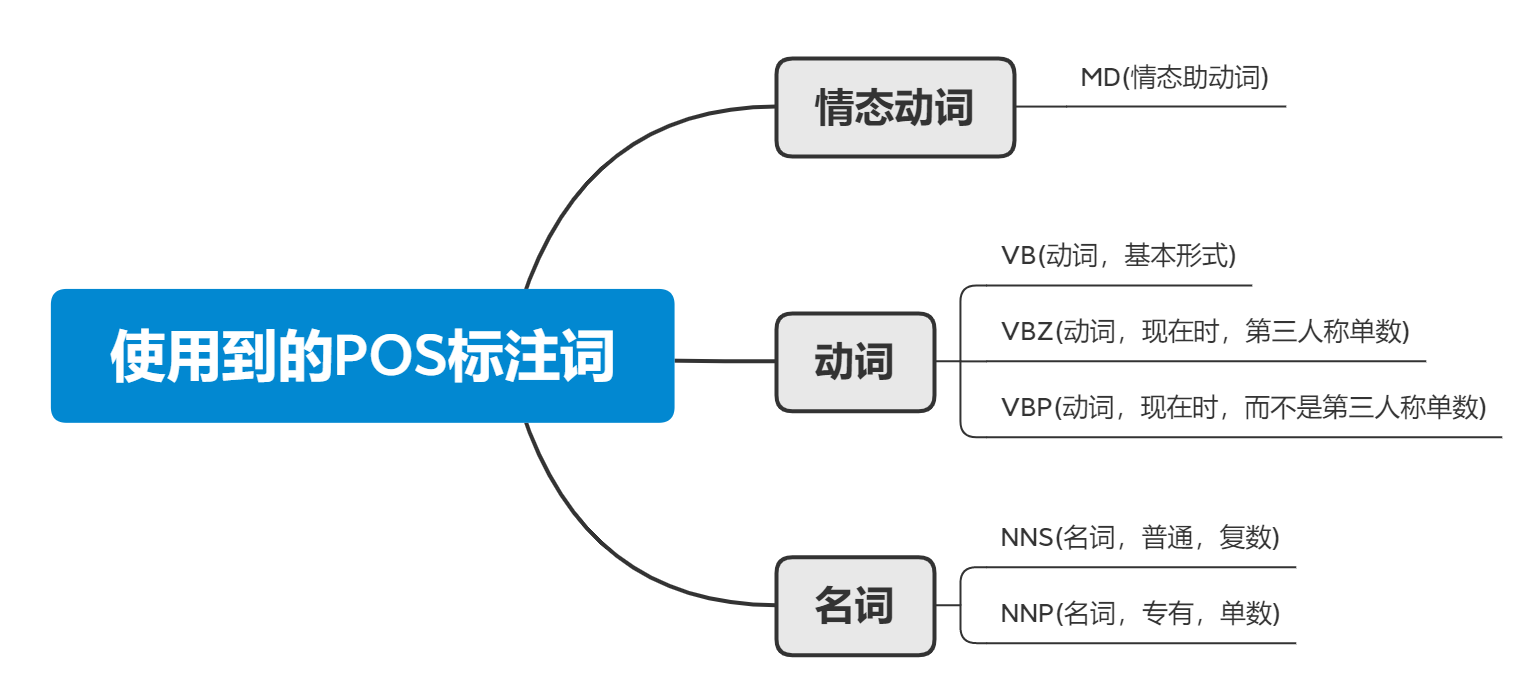 使用到的POS标注词
情态动词
MD(情态助动词)
动词
VB(动词，基本形式)
VBZ(动词，现在时，第三人称单数)
VBP(动词，现在时，而不是第三人称单数)
名词
NNS(名词，普通，复数)
NNP(名词，专有，单数)